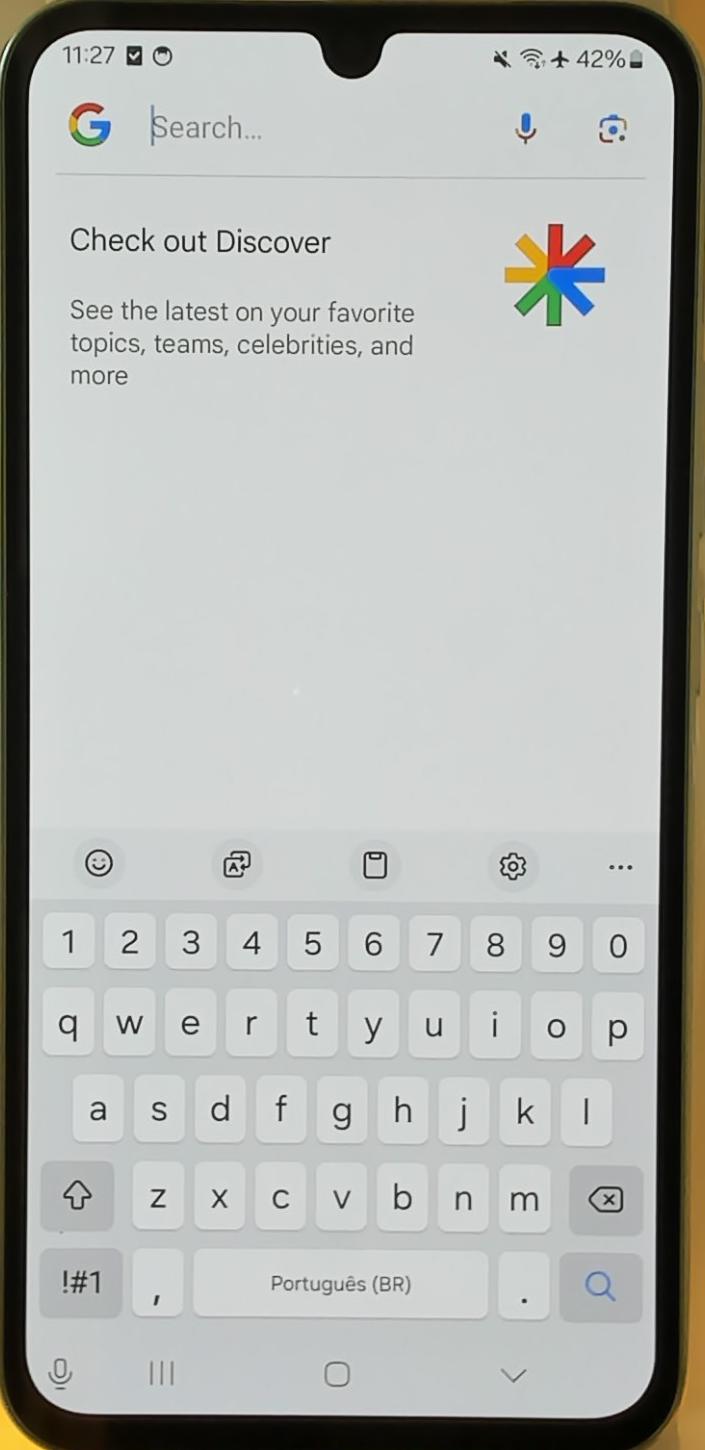 11:27 42%
Search...
Check out Discover
See the latest on your favorite
topics, teams, celebrities, and
more
1 2 3 4 5 6 7 8 9 0
q w e r t y u i o p
a s d f g h j k l
z x c v b n m
!#1 , Português (BR) .